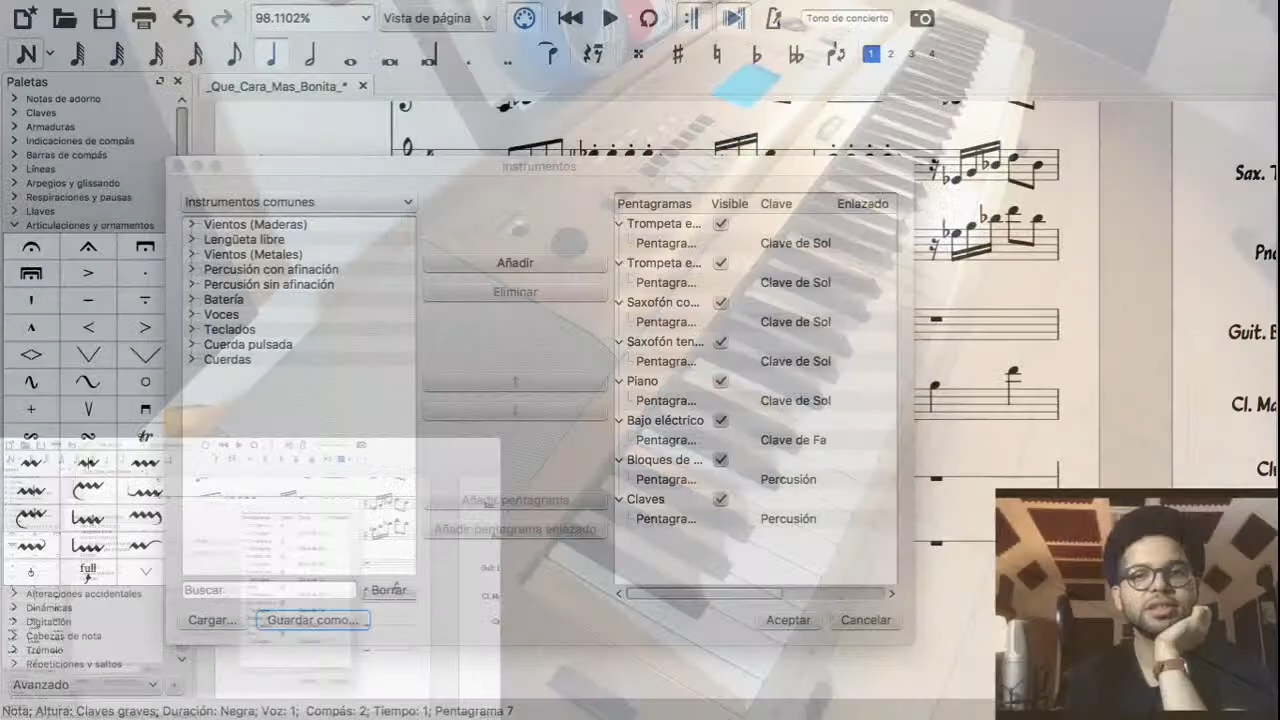 98.1102%
Vista de página
Tono de concierto
1 2 3 4
Paletas
_Que_Cara_Mas_Bonita_*
Notas de adorno
Claves
Armaduras
Indicaciones de compás
Barras de compás
Líneas
Arpegios y glissando
Respiraciones y pausas
Llaves
Articulaciones y ornamentos
tr
full
Alteraciones accidentales
Dinámicas
Digitación
Cabezas de nota
Trémolo
Repeticiones y saltos
Avanzado
Instrumentos
Instrumentos comunes
Vientos (Maderas)
Lengüeta libre
Vientos (Metales)
Percusión con afinación
Percusión sin afinación
Batería
Voces
Teclados
Cuerda pulsada
Cuerdas
Buscar
Borrar
Cargar...
Guardar como...
Añadir
Eliminar
Añadir pentagrama
Añadir pentagrama enlazado
Pentagramas Visible Clave Enlazado
Trompeta e...
Pentagra... Clave de Sol
Trompeta e...
Pentagra... Clave de Sol
Saxofón co...
Pentagra... Clave de Sol
Saxofón ten...
Pentagra... Clave de Sol
Piano
Pentagra... Clave de Sol
Bajo eléctrico
Pentagra... Clave de Fa
Bloques de ...
Pentagra... Percusión
Claves
Pentagra... Percusión
Aceptar
Cancelar
Sax. T
Pno
Guit. B
Cl. Ma
Cl
Nota; Altura: Claves graves; Duración: Negra; Voz: 1; Compás: 2; Tiempo: 1; Pentagrama 7